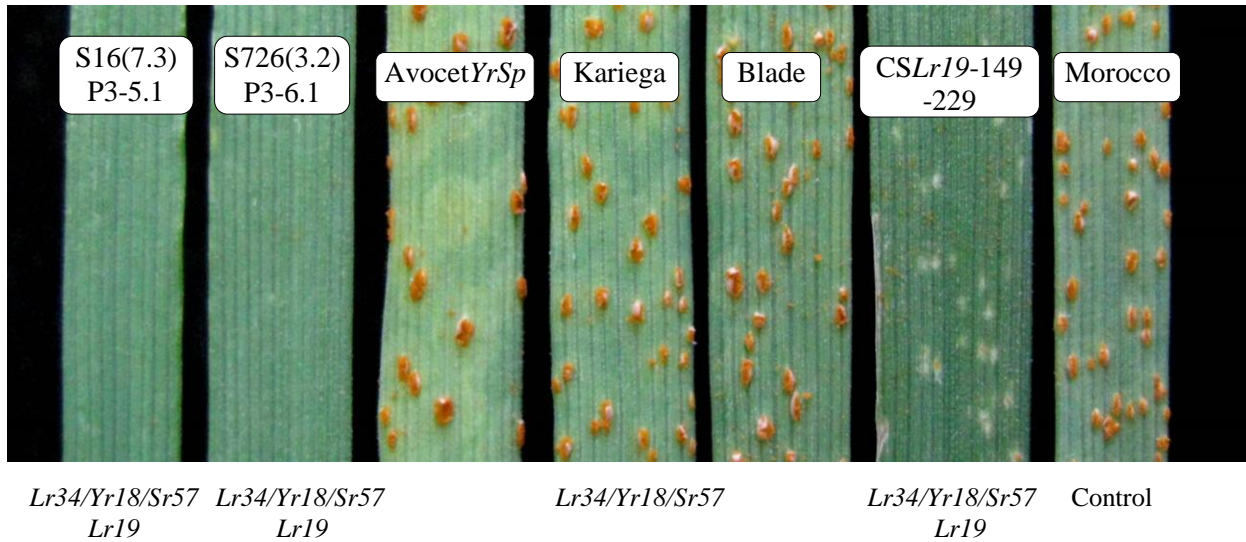 S16(7.3)
P3-5.1
S726(3.2)
P3-6.1
AvocetYrSp
Kariega
Blade
CSLr19-149
-229
Morocco
Lr34/Yr18/Sr57
Lr19
Lr34/Yr18/Sr57
Lr19
Lr34/Yr18/Sr57
Lr34/Yr18/Sr57
Lr19
Control